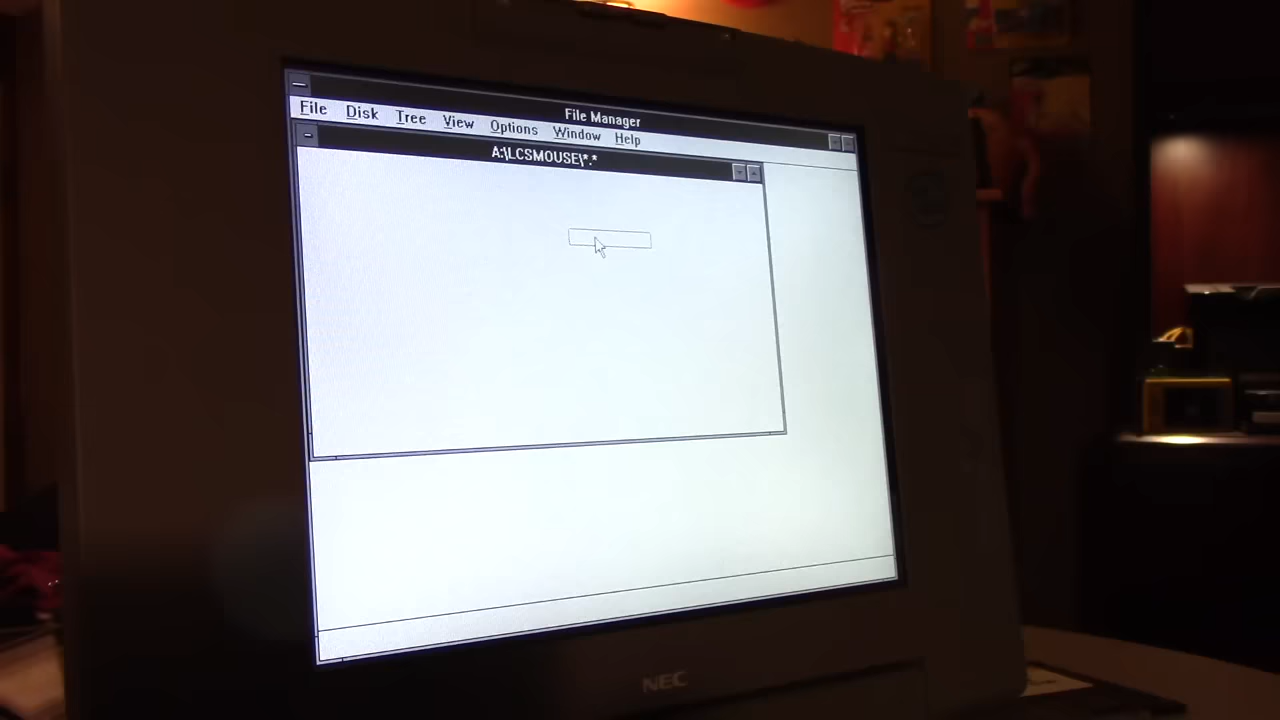 File Manager
File Disk Tree View Options Window Help
A:\LCSMOUSE\*.*
NEC